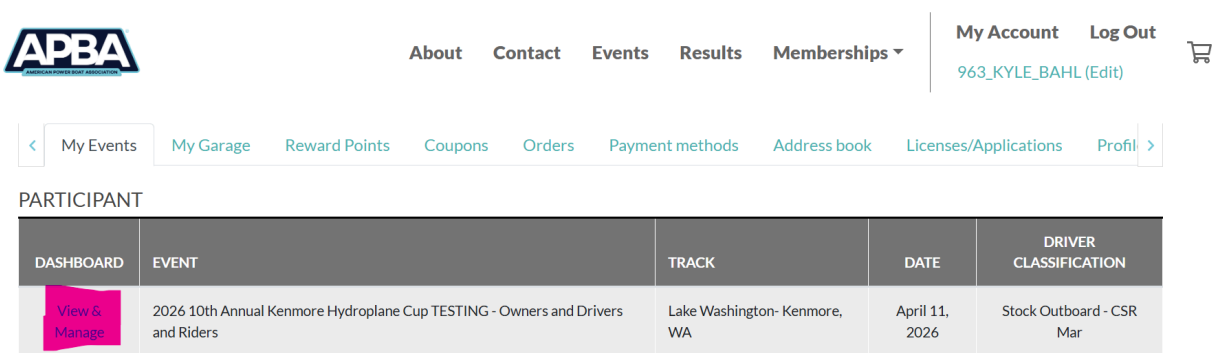 APBA
AMERICAN POWER BOAT ASSOCIATION
About Contact Events Results Memberships
My Account Log Out
963_KYLE_BAHL (Edit)
< My Events My Garage Reward Points Coupons Orders Payment methods Address book Licenses/Applications Profil >
PARTICIPANT
DASHBOARD EVENT TRACK DATE DRIVER
CLASSIFICATION
View & 2026 10th Annual Kenmore Hydroplane Cup TESTING - Owners and Drivers Lake Washington- Kenmore, April 11, Stock Outboard - CSR
Manage and Riders WA 2026 Mar